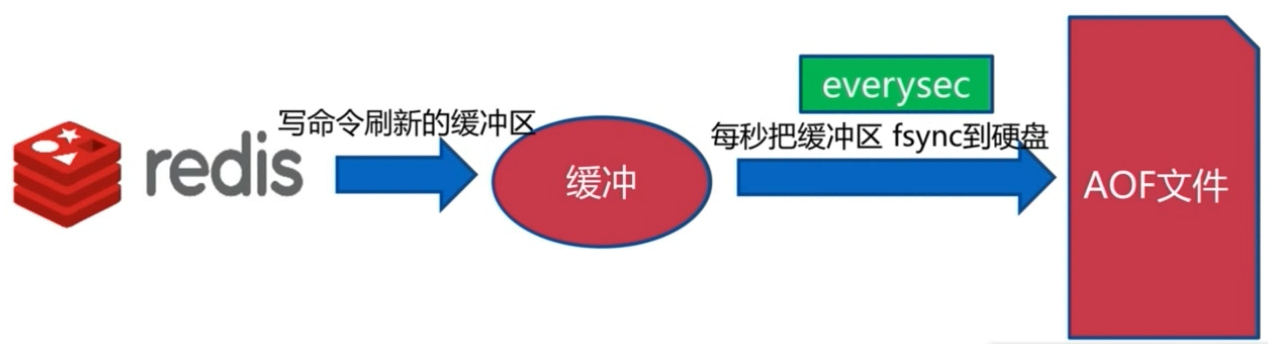 everysec
写命令刷新的缓冲区
每秒把缓冲区 fsync到硬盘
redis
缓冲
AOF文件